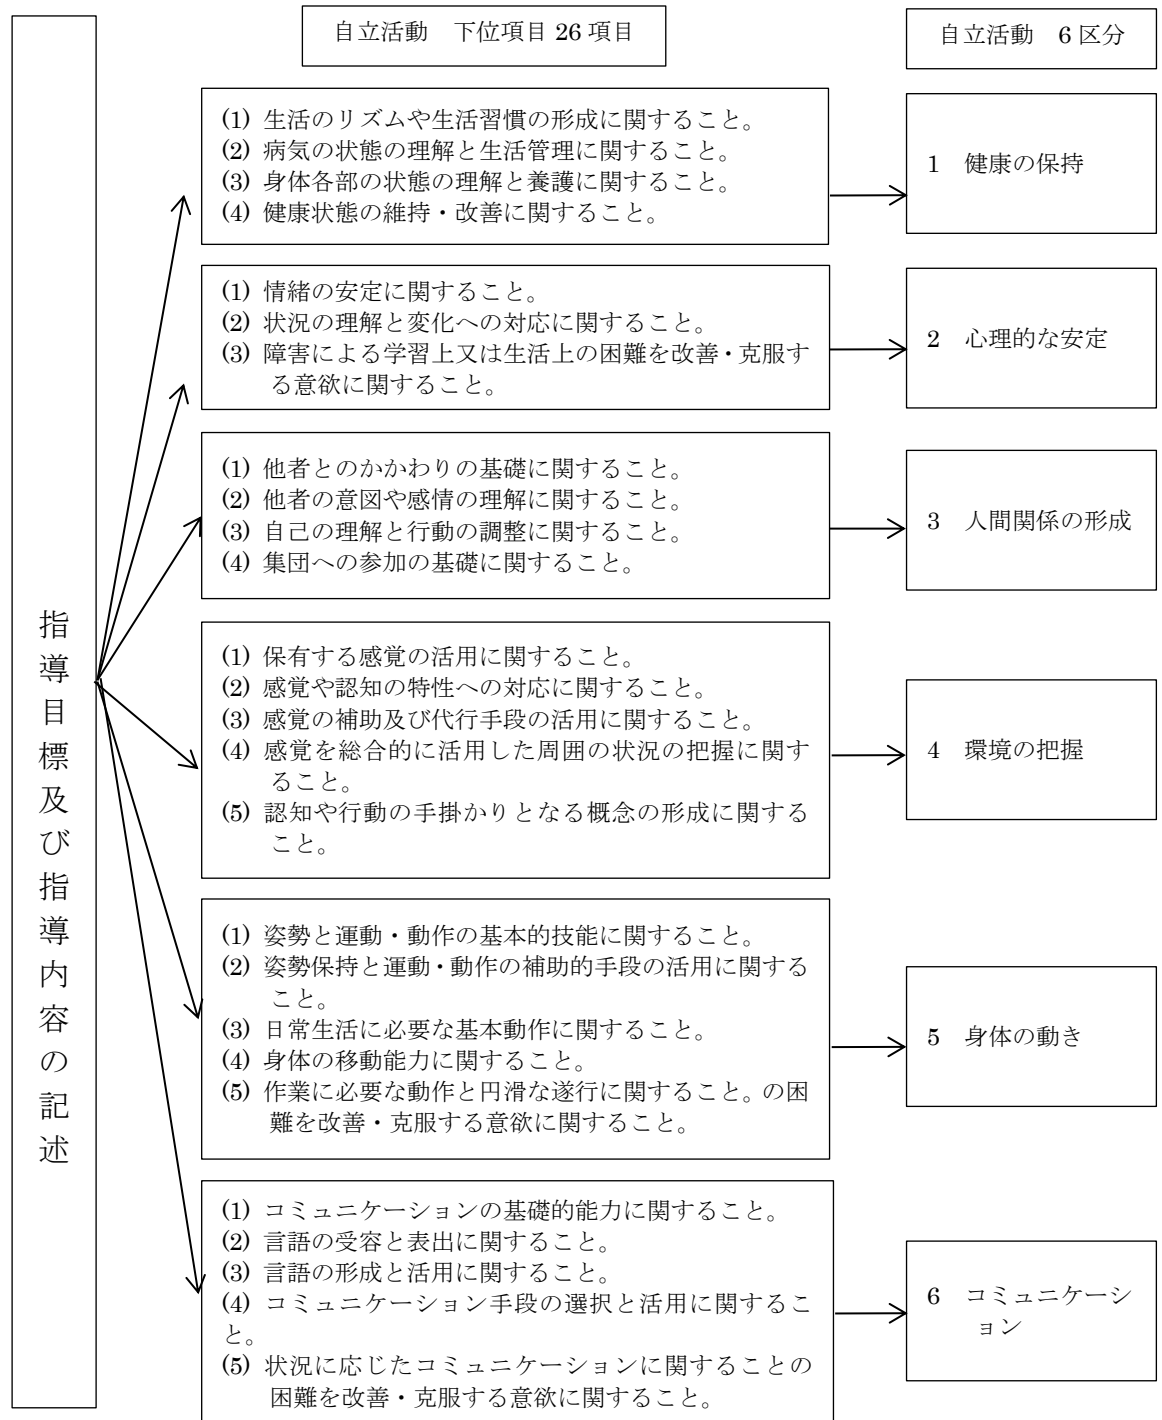 自立活動　下位項目 26 項目
自立活動　6 区分
指導目標及び指導内容の記述
(1) 生活のリズムや生活習慣の形成に関すること。
(2) 病気の状態の理解と生活管理に関すること。
(3) 身体各部の状態の理解と養護に関すること。
(4) 健康状態の維持・改善に関すること。
1　健康の保持
(1) 情緒の安定に関すること。
(2) 状況の理解と変化への対応に関すること。
(3) 障害による学習上又は生活上の困難を改善・克服す
る意欲に関すること。
2　心理的な安定
(1) 他者とのかかわりの基礎に関すること。
(2) 他者の意図や感情の理解に関すること。
(3) 自己の理解と行動の調整に関すること。
(4) 集団への参加の基礎に関すること。
3　人間関係の形成
(1) 保有する感覚の活用に関すること。
(2) 感覚や認知の特性への対応に関すること。
(3) 感覚の補助及び代行手段の活用に関すること。
(4) 感覚を総合的に活用した周囲の状況の把握に関す
ること。
(5) 認知や行動の手掛かりとなる概念の形成に関する
こと。
4　環境の把握
(1) 姿勢と運動・動作の基本的技能に関すること。
(2) 姿勢保持と運動・動作の補助的手段の活用に関する
こと。
(3) 日常生活に必要な基本動作に関すること。
(4) 身体の移動能力に関すること。
(5) 作業に必要な動作と円滑な遂行に関すること。の困
難を改善・克服する意欲に関すること。
5　身体の動き
(1) コミュニケーションの基礎的能力に関すること。
(2) 言語の受容と表出に関すること。
(3) 言語の形成と活用に関すること。
(4) コミュニケーション手段の選択と活用に関するこ
と。
(5) 状況に応じたコミュニケーションに関することの
困難を改善・克服する意欲に関すること。
6　コミュニケーシ
ョン